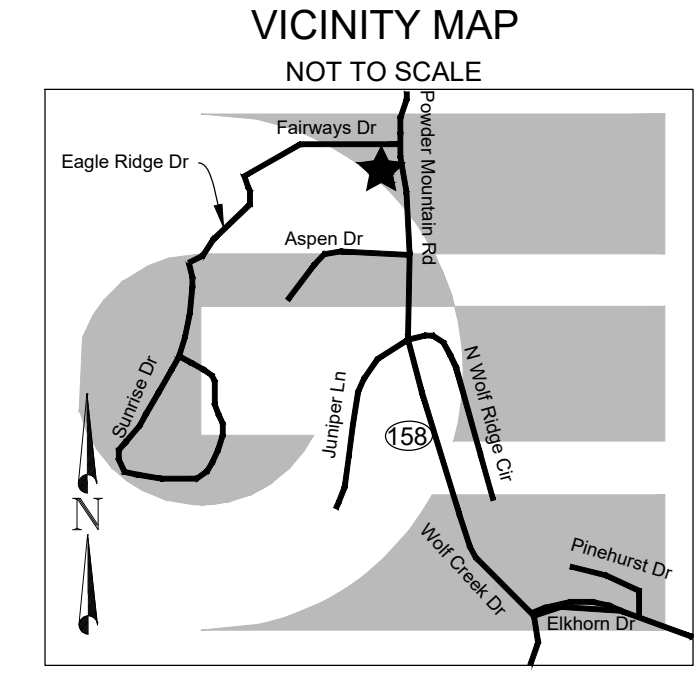 VICINITY MAP
NOT TO SCALE
Powder Mountain Rd
Fairways Dr
Eagle Ridge Dr
Aspen Dr
Sunrise Dr
Juniper Ln
N Wolf Ridge Cir
158
N
Wolf Creek Dr
Pinehurst Dr
Elkhorn Dr